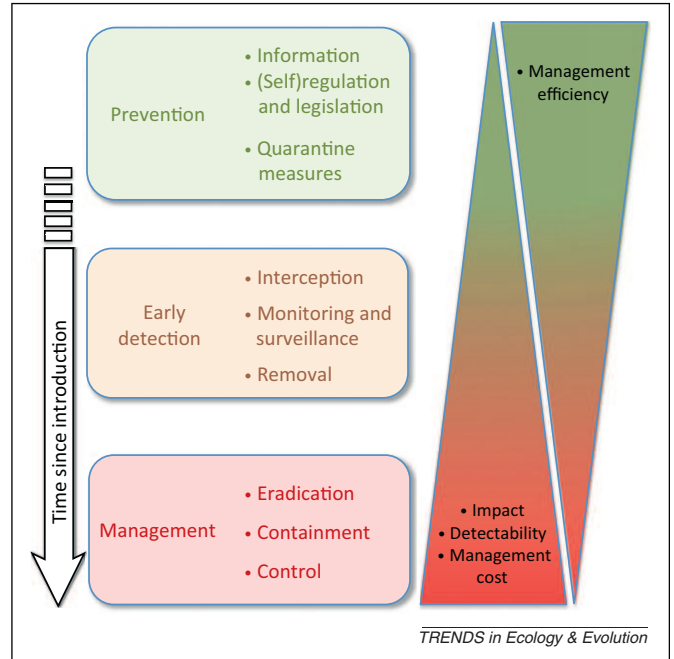 Prevention
• Information
• (Self)regulation
and legislation
• Quarantine
measures
Early
detection
• Interception
• Monitoring and
surveillance
• Removal
Management
• Eradication
• Containment
• Control
Time since introduction
• Management
efficiency
• Impact
• Detectability
• Management
cost
TRENDS in Ecology & Evolution